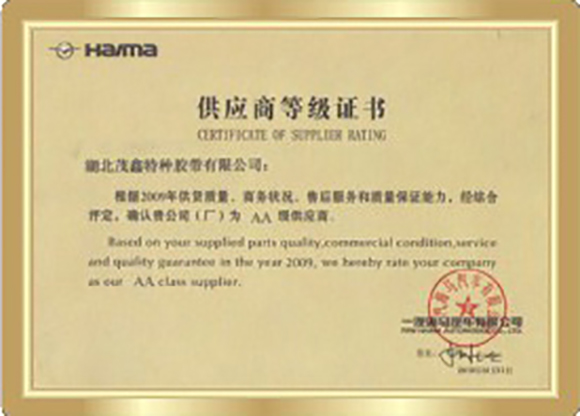 Haima
供应商等级证书
CERTIFICATE OF SUPPLIER RATING
湖北茂鑫特种胶带有限公司：
根据2009年供货质量、商务状况、售后服务和质量保证能力，经综合
评定，确认贵公司（厂）为 AA 级供应商。
Based on your supplied parts quality,commercial condition,service
and quality guarantee in the year 2009, we hereby rate your company
as our AA class supplier.
一汽海马汽车有限公司